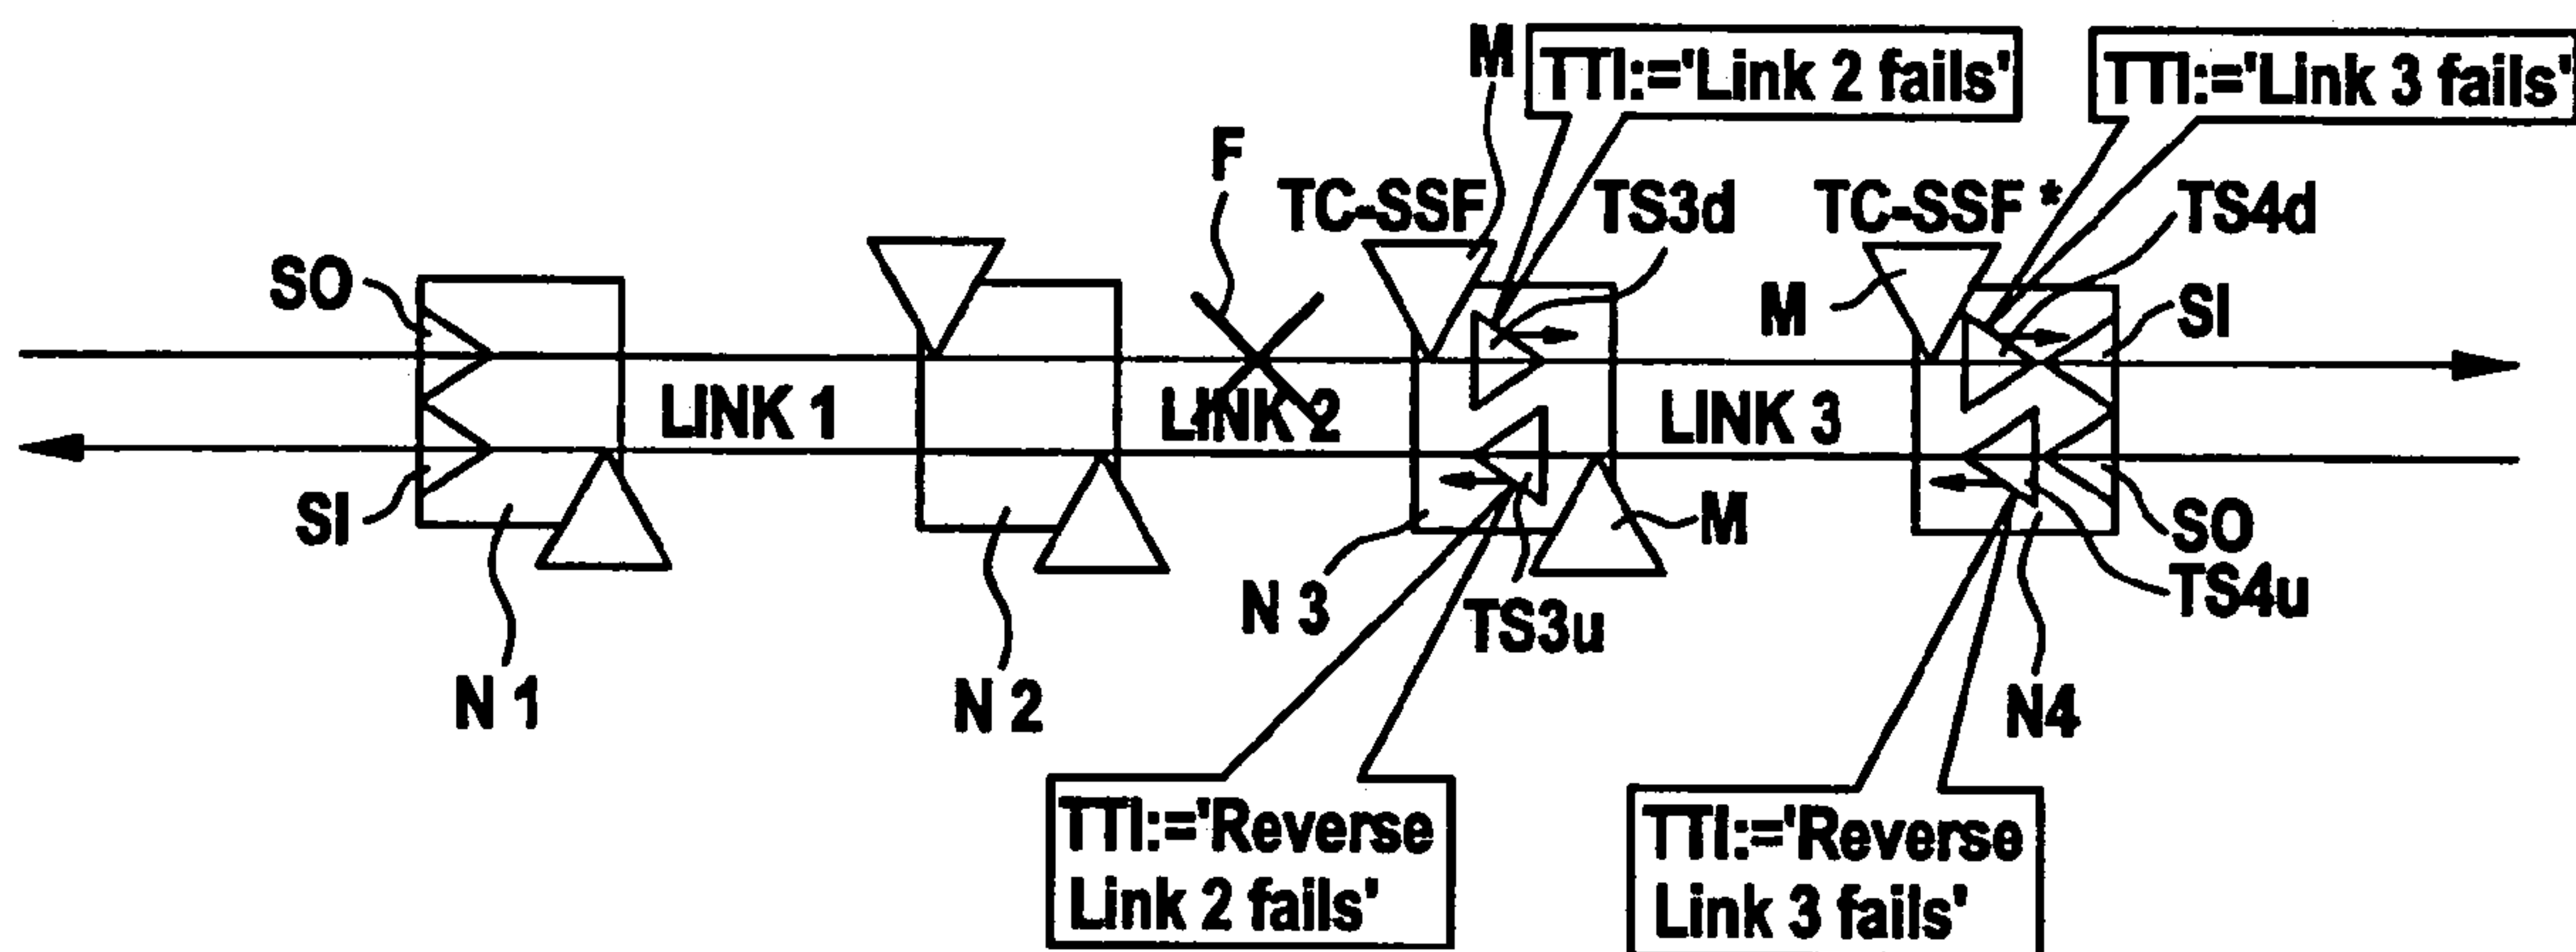 M
TTI:='Link 2 fails'
TTI:='Link 3 fails'
F
TC-SSF
TS3d
TC-SSF *
TS4d
SO
M
SI
LINK 1
LINK 2
LINK 3
SI
M
SO
N 3
TS3u
TS4u
N 1
N 2
N4
TTI:='Reverse
Link 2 fails'
TTI:='Reverse
Link 3 fails'